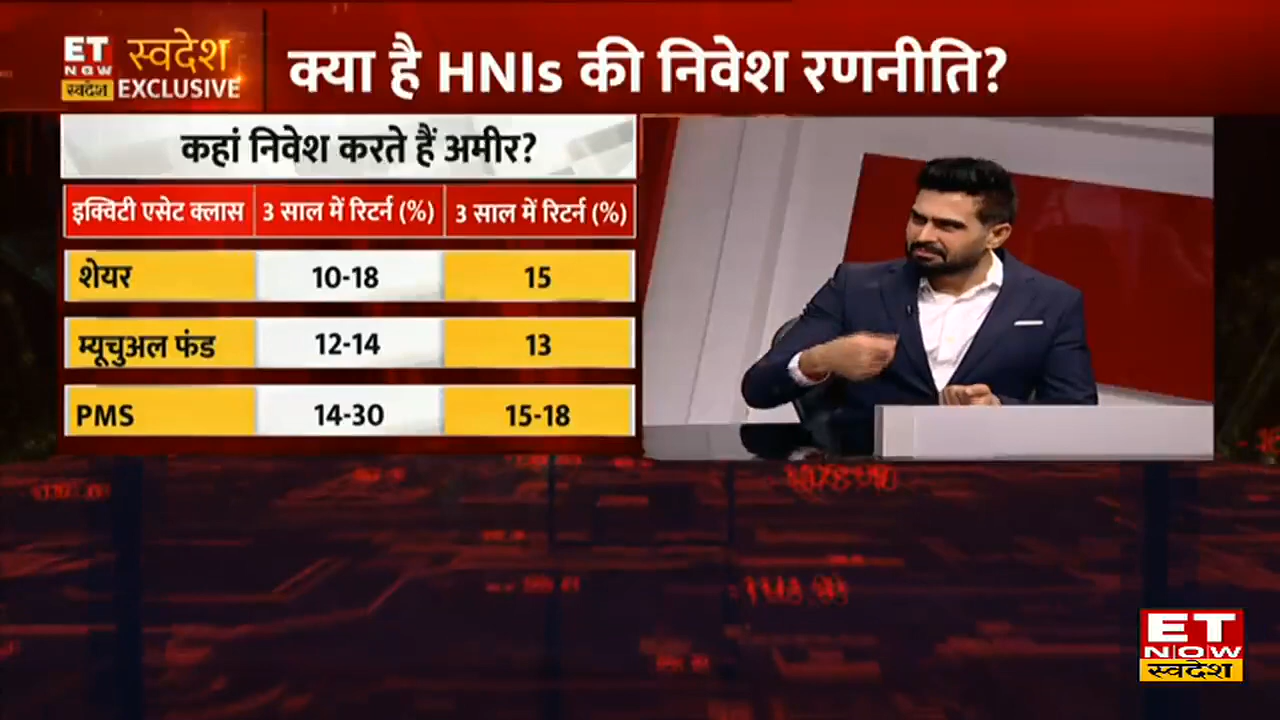 ET NOW स्वदेश
स्वदेश EXCLUSIVE
क्या है HNIs की निवेश रणनीति?
कहां निवेश करते हैं अमीर?
इक्विटी एसेट क्लास 3 साल में रिटर्न (%) 3 साल में रिटर्न (%)
शेयर 10-18 15
म्यूचुअल फंड 12-14 13
PMS 14-30 15-18
ET
NOW
स्वदेश